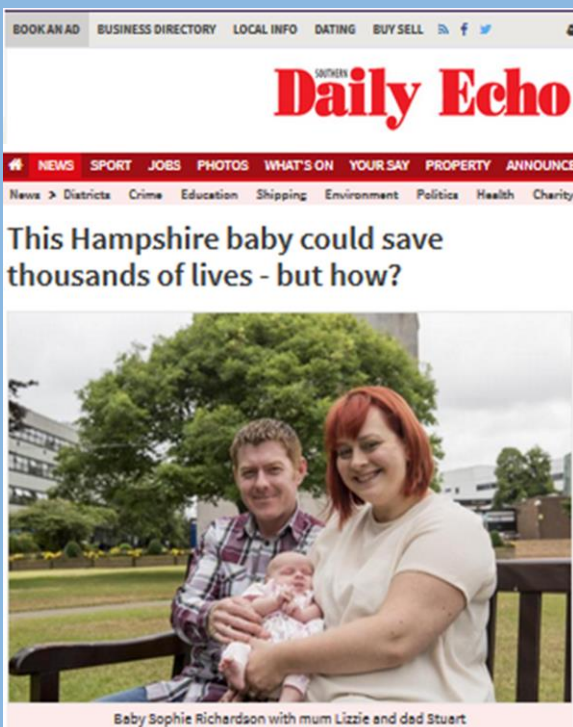 BOOK AN AD BUSINESS DIRECTORY LOCAL INFO DATING BUY SELL
SOUTHERN
Daily Echo
NEWS SPORT JOBS PHOTOS WHAT'S ON YOUR SAY PROPERTY ANNOUNCE
News > Districts Crime Education Shipping Environment Politics Health Charity
This Hampshire baby could save
thousands of lives - but how?
Baby Sophie Richardson with mum Lizzie and dad Stuart